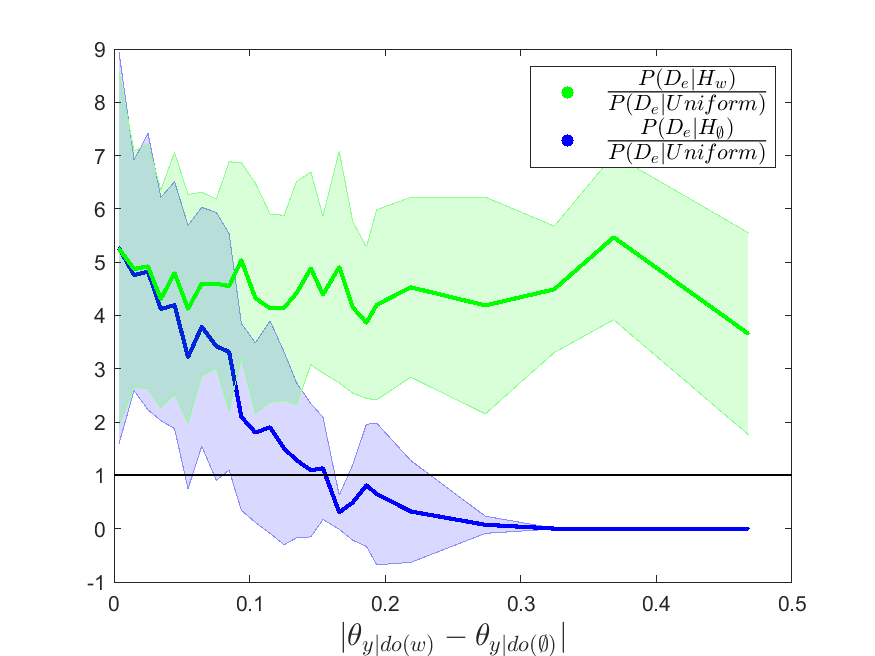 9
8
7
6
5
4
3
2
1
0
-1
0 0.1 0.2 0.3 0.4 0.5
|θ_{y|do(w)} − θ_{y|do(∅)}|
P(D_e|H_w)
P(D_e|Uniform)
P(D_e|H_∅)
P(D_e|Uniform)